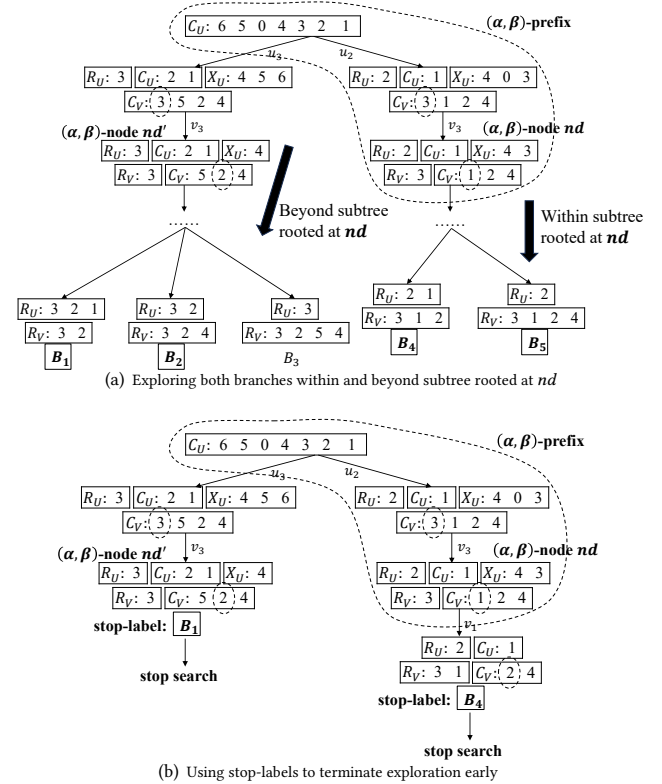 (α, β)-prefix
C_U: 6 5 0 4 3 2 1
u_3 u_2
R_U: 3 C_U: 2 1 X_U: 4 5 6
C_V: 3 5 2 4
R_U: 2 C_U: 1 X_U: 4 0 3
C_V: 3 1 2 4
v_3 v_3
(α, β)-node nd′
R_U: 3 C_U: 2 1 X_U: 4
R_V: 3 C_V: 5 2 4
(α, β)-node nd
R_U: 2 C_U: 1 X_U: 4 3
R_V: 3 C_V: 1 2 4
......
Beyond subtree
rooted at nd
......
Within subtree
rooted at nd
R_U: 3 2 1
R_V: 3 2
B_1
R_U: 3 2
R_V: 3 2 4
B_2
R_U: 3
R_V: 3 2 5 4
B_3
R_U: 2 1
R_V: 3 1 2
B_4
R_U: 2
R_V: 3 1 2 4
B_5
(a) Exploring both branches within and beyond subtree rooted at nd
(α, β)-prefix
C_U: 6 5 0 4 3 2 1
u_3 u_2
R_U: 3 C_U: 2 1 X_U: 4 5 6
C_V: 3 5 2 4
R_U: 2 C_U: 1 X_U: 4 0 3
C_V: 3 1 2 4
v_3 v_3
(α, β)-node nd′
R_U: 3 C_U: 2 1 X_U: 4
R_V: 3 C_V: 5 2 4
stop-label: B_1
stop search
(α, β)-node nd
R_U: 2 C_U: 1 X_U: 4 3
R_V: 3 C_V: 1 2 4
v_1
R_U: 2 C_U: 1
R_V: 3 1 C_V: 2 4
stop-label: B_4
stop search
(b) Using stop-labels to terminate exploration early